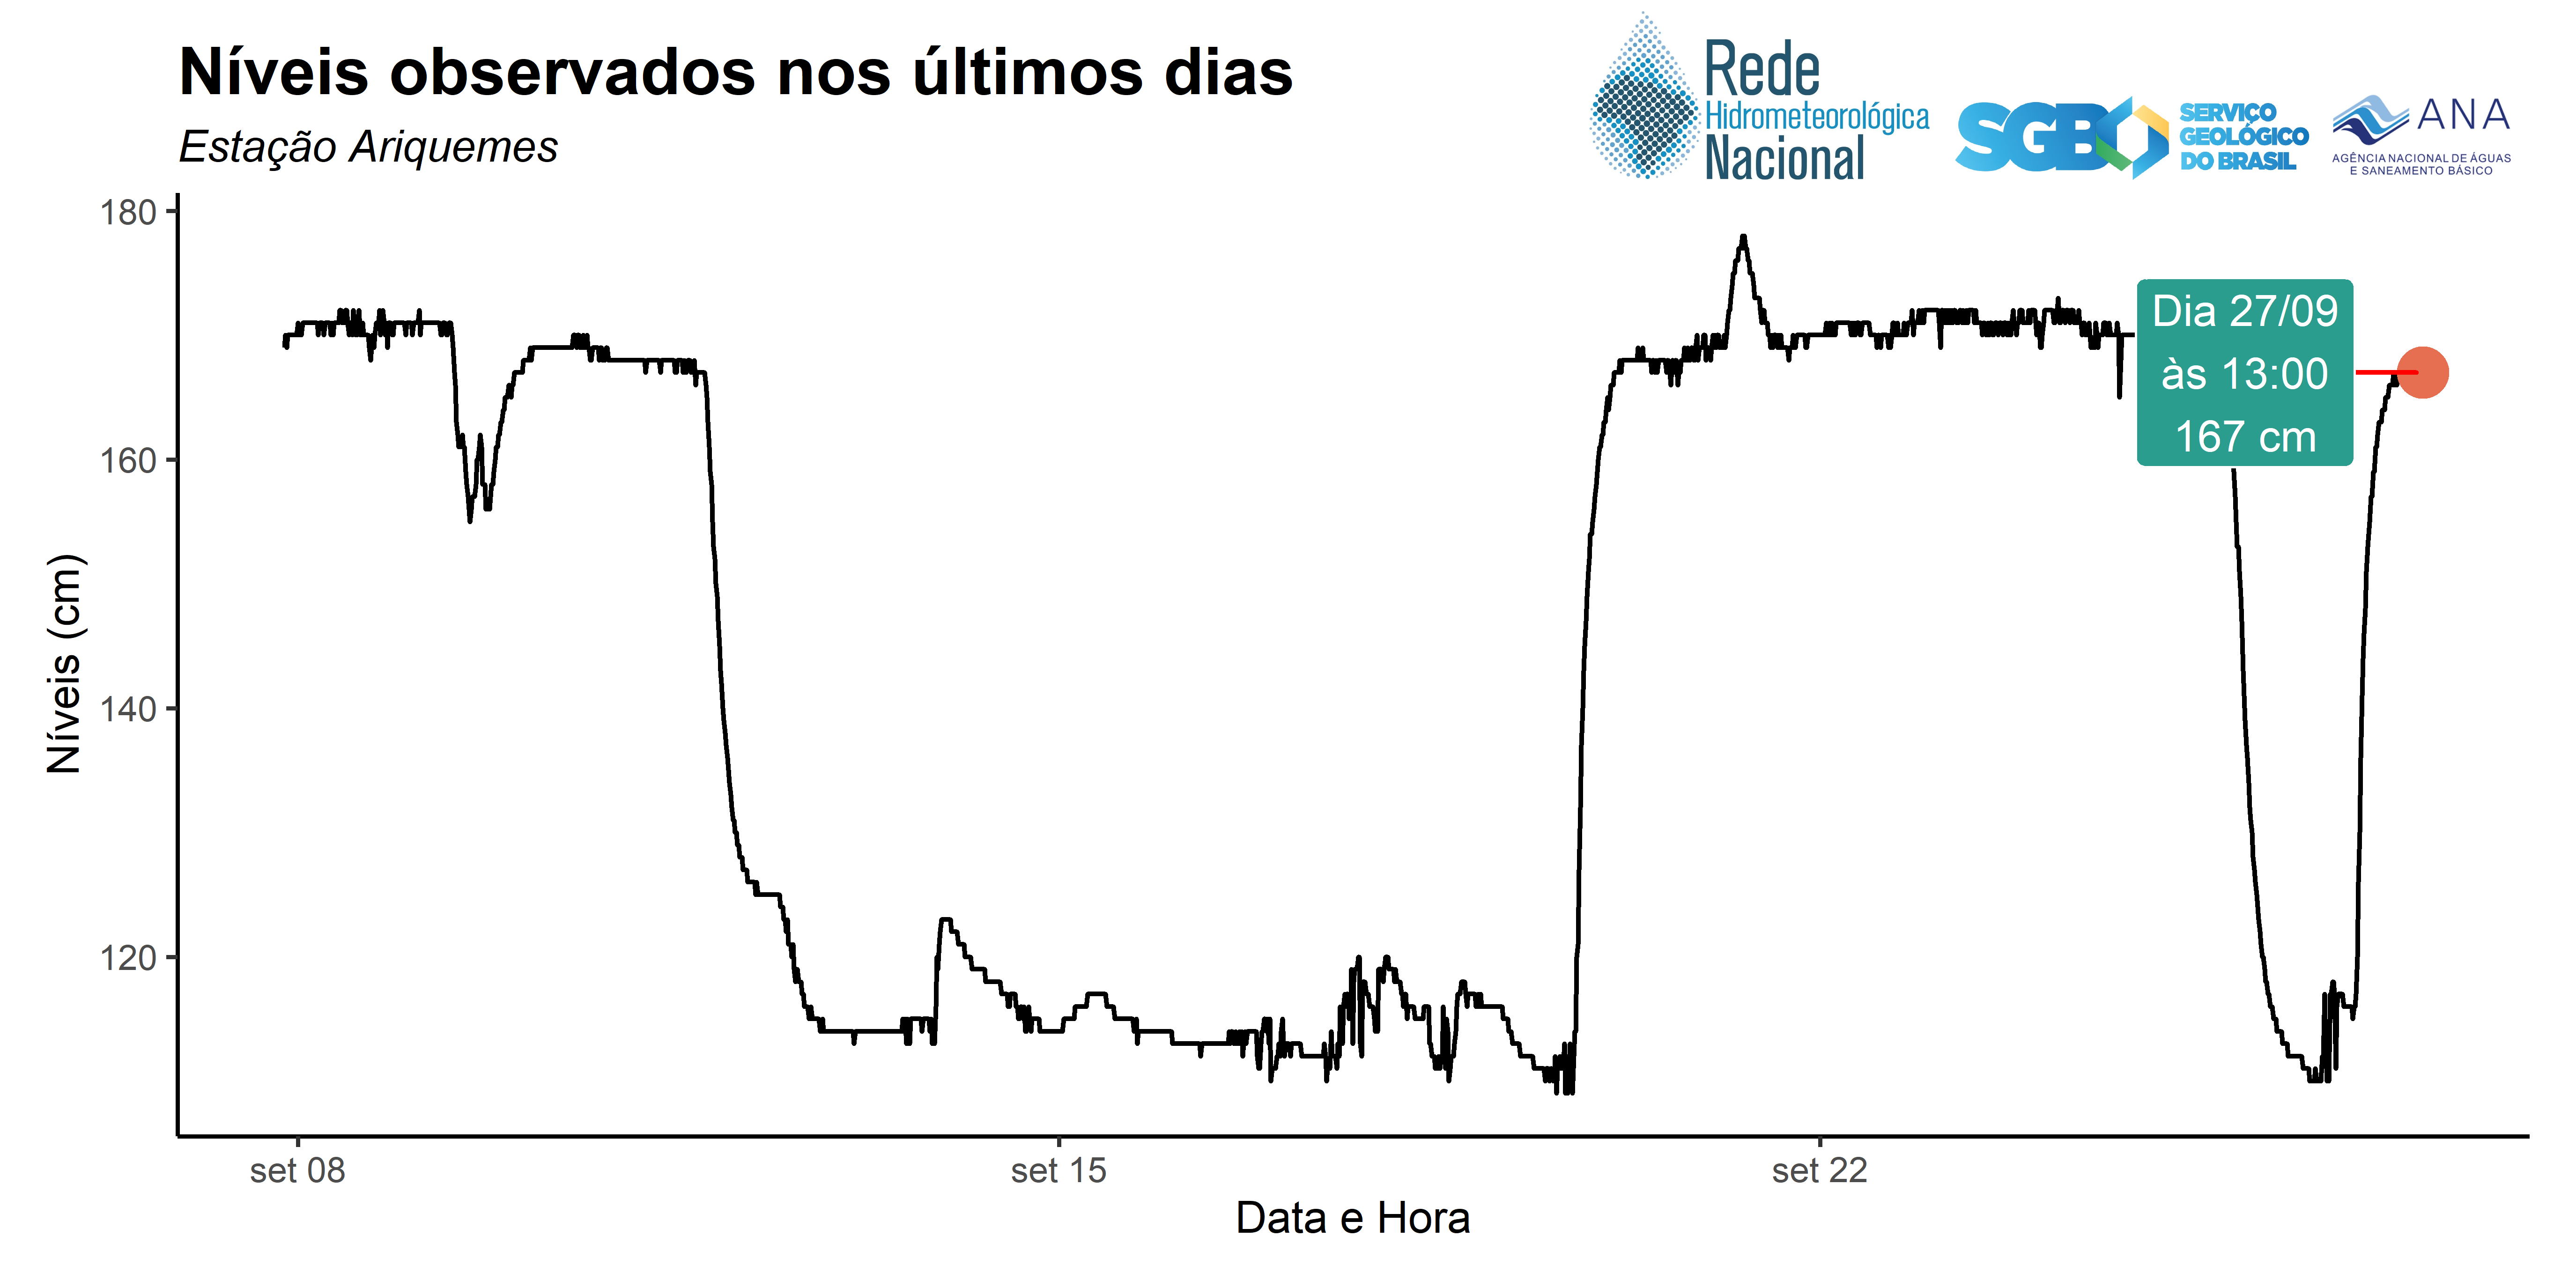 Níveis observados nos últimos dias
Estação Ariquemes
Rede
Hidrometeorológica
Nacional
SGB
SERVIÇO
GEOLÓGICO
DO BRASIL
ANA
AGÊNCIA NACIONAL DE ÁGUAS
E SANEAMENTO BÁSICO
180
160
140
120
Níveis (cm)
Dia 27/09
às 13:00
167 cm
set 08
set 15
set 22
Data e Hora